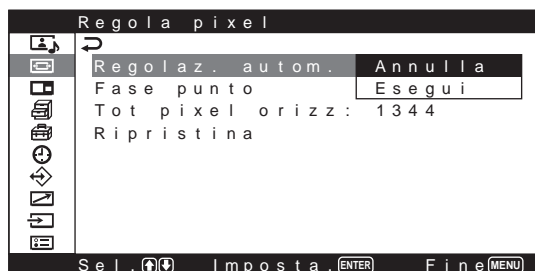 Regola pixel
Regolaz. autom. Annulla
Fase punto Esegui
Tot pixel orizz: 1344
Ripristina
Sel. Imposta. ENTER Fine MENU